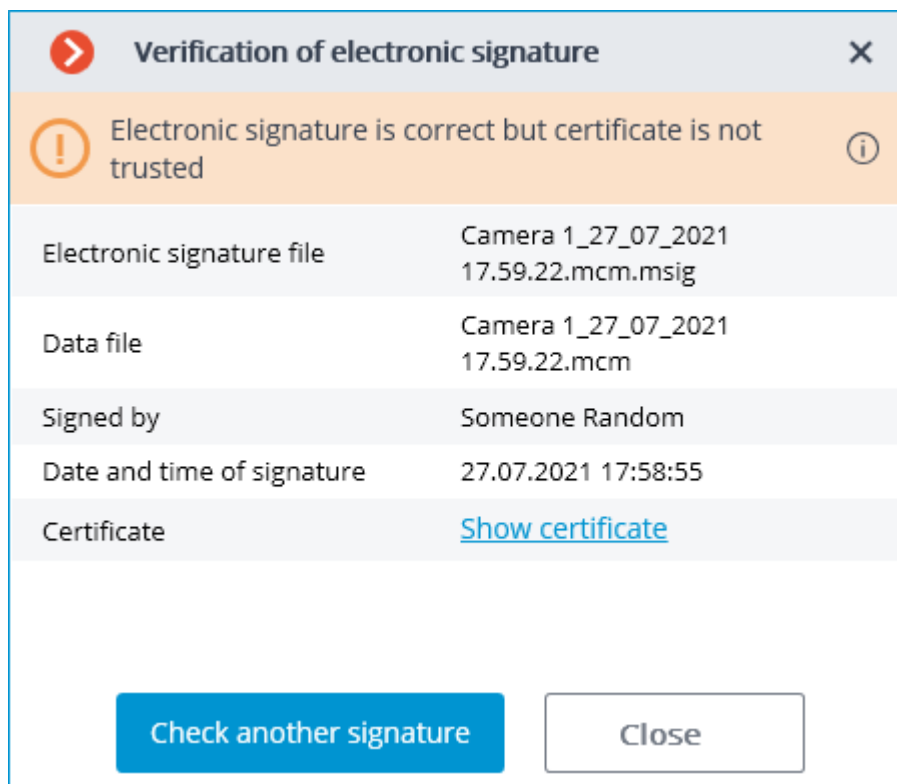 Verification of electronic signature
Electronic signature is correct but certificate is not
trusted
Electronic signature file
Camera 1_27_07_2021
17.59.22.mcm.msig
Data file
Camera 1_27_07_2021
17.59.22.mcm
Signed by
Someone Random
Date and time of signature
27.07.2021 17:58:55
Certificate
Show certificate
Check another signature
Close